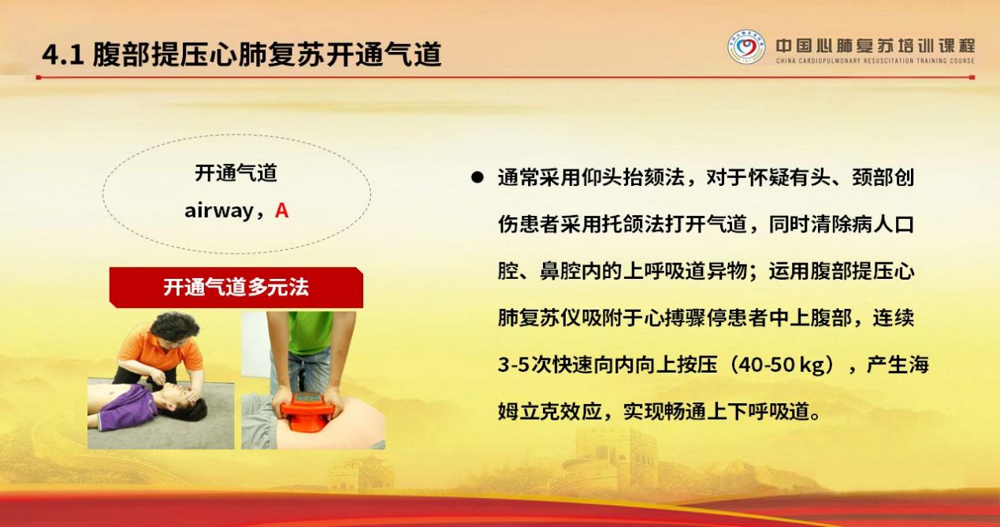 4.1 腹部提压心肺复苏开通气道
中国心肺复苏培训课程
CHINA CARDIOPULMONARY RESUSCITATION TRAINING COURSE
开通气道
airway，A
开通气道多元法
● 通常采用仰头抬颏法，对于怀疑有头、颈部创
伤患者采用托颌法打开气道，同时清除病人口
腔、鼻腔内的上呼吸道异物；运用腹部提压心
肺复苏仪吸附于心搏骤停患者中上腹部，连续
3-5次快速向内向上按压（40-50 kg），产生海
姆立克效应，实现畅通上下呼吸道。